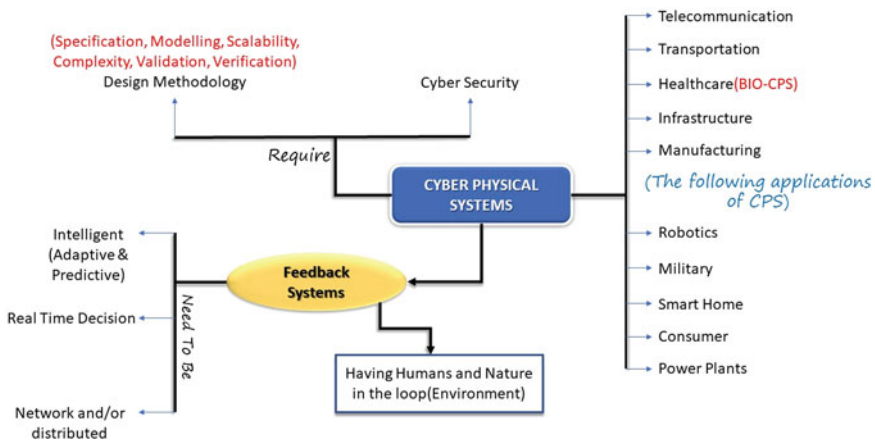 (Specification, Modelling, Scalability,
Complexity, Validation, Verification)
Design Methodology
Cyber Security
Require
CYBER PHYSICAL
SYSTEMS
Telecommunication
Transportation
Healthcare(BIO-CPS)
Infrastructure
Manufacturing
(The following applications
of CPS)
Robotics
Military
Smart Home
Consumer
Power Plants
Feedback
Systems
Need To Be
Intelligent
(Adaptive &
Predictive)
Real Time Decision
Network and/or
distributed
Having Humans and Nature
in the loop(Environment)